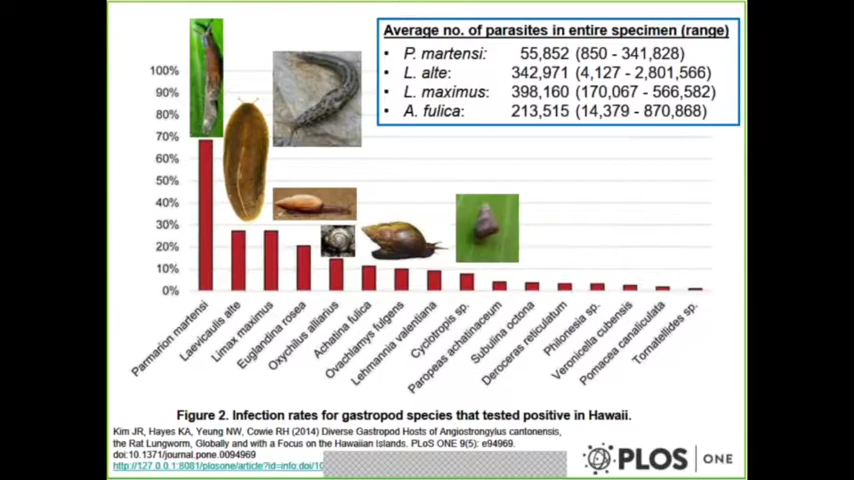 Average no. of parasites in entire specimen (range)
• P. martensi: 55,852 (850 - 341,828)
• L. alte: 342,971 (4,127 - 2,801,566)
• L. maximus: 398,160 (170,067 - 566,582)
• A. fulica: 213,515 (14,379 - 870,868)
100%
90%
80%
70%
60%
50%
40%
30%
20%
10%
0%
Parmarion martensi
Laevicaulis alte
Limax maximus
Euglandina rosea
Oxychilus alliarius
Achatina fulica
Ovachlamys fulgens
Lehmannia valentiana
Cyclotropis sp.
Paropeas achatinaceum
Subulina octona
Deroceras reticulatum
Philonesia sp.
Veronicella cubensis
Pomacea canaliculata
Tornatellides sp.
Figure 2. Infection rates for gastropod species that tested positive in Hawaii.
Kim JR, Hayes KA, Yeung NW, Cowie RH (2014) Diverse Gastropod Hosts of Angiostrongylus cantonensis,
the Rat Lungworm, Globally and with a Focus on the Hawaiian Islands. PLoS ONE 9(5): e94969.
doi:10.1371/journal.pone.0094969
http://127.0.0.1:8081/plosone/article?id=info:doi/10
PLOS ONE